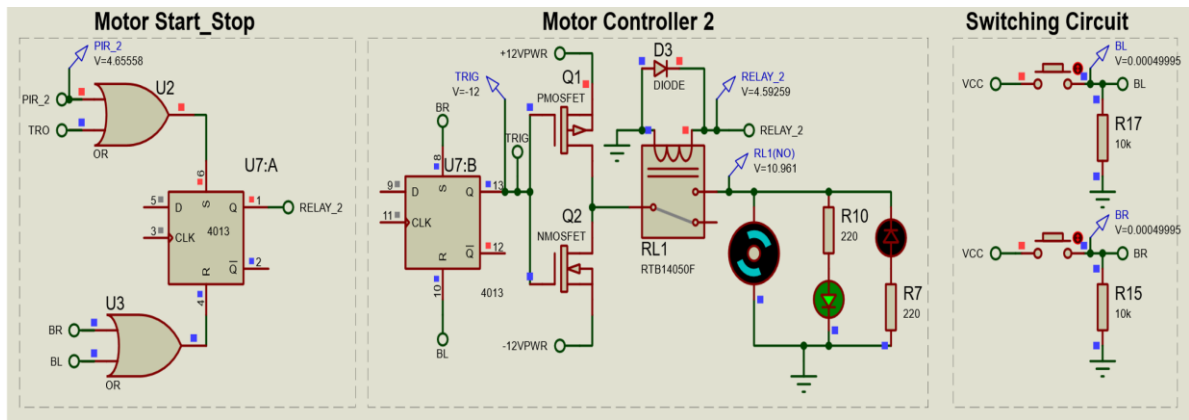 Motor Start_Stop
PIR_2
V=4.65558
U2
PIR_2
TRO
OR
6
U7:A
5
D
S
Q
1
RELAY_2
3
CLK
4013
R
Q
2
4
U3
BR
BL
OR
Motor Controller 2
+12VPWR
D3
DIODE
TRIG
V=-12
Q1
PMOSFET
RELAY_2
V=4.59259
BR
TRIG
RELAY_2
8
U7:B
RL1(NO)
V=10.961
9
D
S
Q
13
11
CLK
Q2
NMOSFET
RL1
RTB14050F
R10
220
R
Q
12
10
4013
R7
220
BL
-12VPWR
Switching Circuit
BL
V=0.00049995
VCC
BL
R17
10k
BR
V=0.00049995
VCC
BR
R15
10k